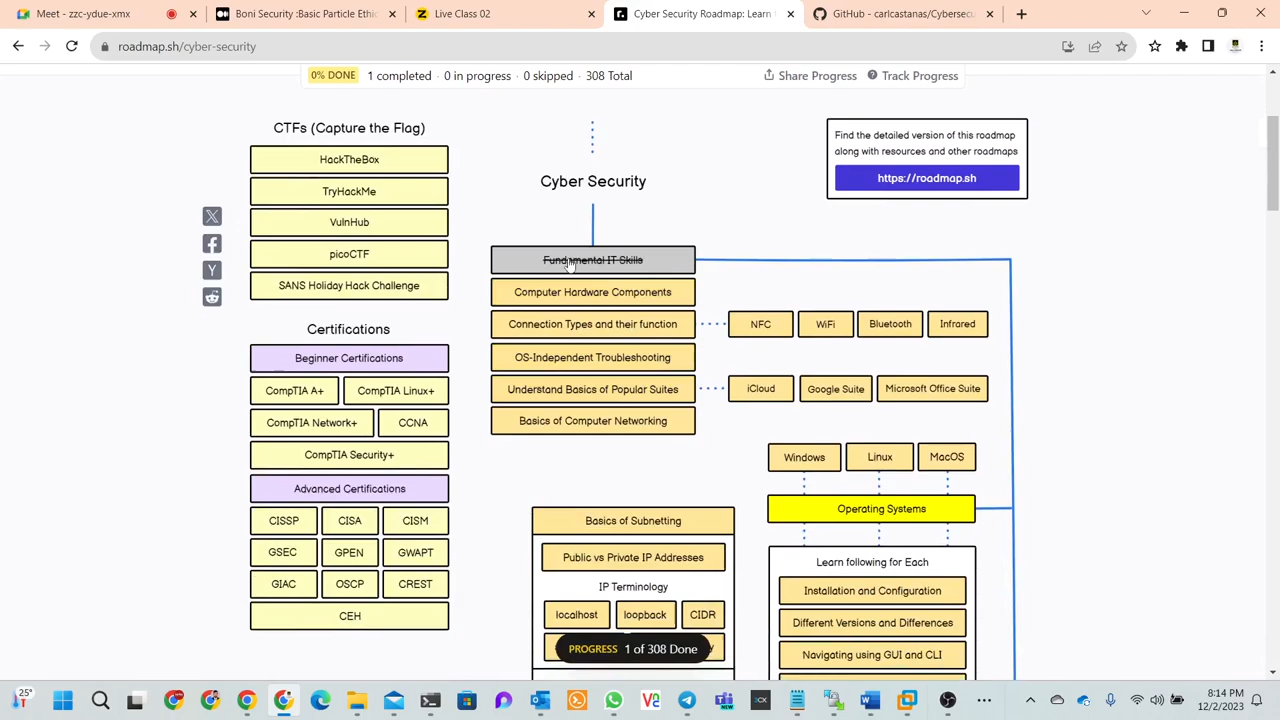 Meet - zzc-ydue-xmx
Boni Security :Basic Particle Ethic
Live Class 02
Cyber Security Roadmap: Learn
GitHub - carlcastanas/Cybersecu
roadmap.sh/cyber-security
0% DONE 1 completed · 0 in progress · 0 skipped · 308 Total
Share Progress
Track Progress
CTFs (Capture the Flag)
HackTheBox
TryHackMe
VulnHub
picoCTF
SANS Holiday Hack Challenge
Certifications
Beginner Certifications
CompTIA A+
CompTIA Linux+
CompTIA Network+
CCNA
CompTIA Security+
Advanced Certifications
CISSP
CISA
CISM
GSEC
GPEN
GWAPT
GIAC
OSCP
CREST
CEH
Cyber Security
Fundamental IT Skills
Computer Hardware Components
Connection Types and their function
OS-Independent Troubleshooting
Understand Basics of Popular Suites
Basics of Computer Networking
Find the detailed version of this roadmap
along with resources and other roadmaps
https://roadmap.sh
NFC
WiFi
Bluetooth
Infrared
iCloud
Google Suite
Microsoft Office Suite
Windows
Linux
MacOS
Operating Systems
Learn following for Each
Installation and Configuration
Different Versions and Differences
Navigating using GUI and CLI
Basics of Subnetting
Public vs Private IP Addresses
IP Terminology
localhost
loopback
CIDR
PROGRESS 1 of 308 Done
25°
8:14 PM
12/2/2023